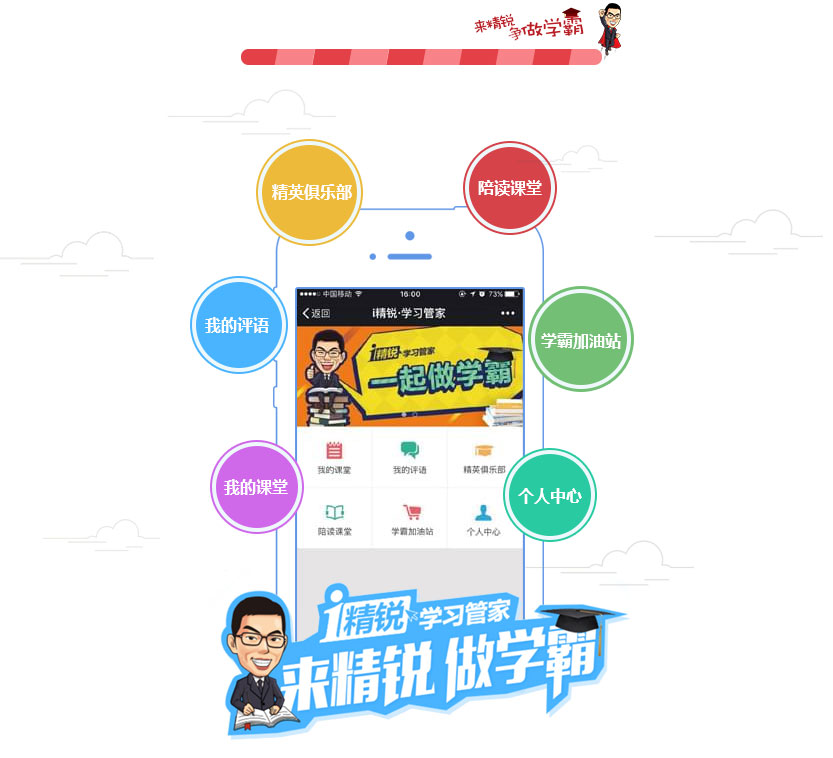 来精锐
争做学霸
精英俱乐部
陪读课堂
我的评语
学霸加油站
我的课堂
个人中心
中国移动
16:00
73%
返回
i精锐·学习管家
i精锐·学习管家
一起做学霸
我的课堂
我的评语
精英俱乐部
陪读课堂
学霸加油站
个人中心
i精锐·学习管家
来精锐 做学霸